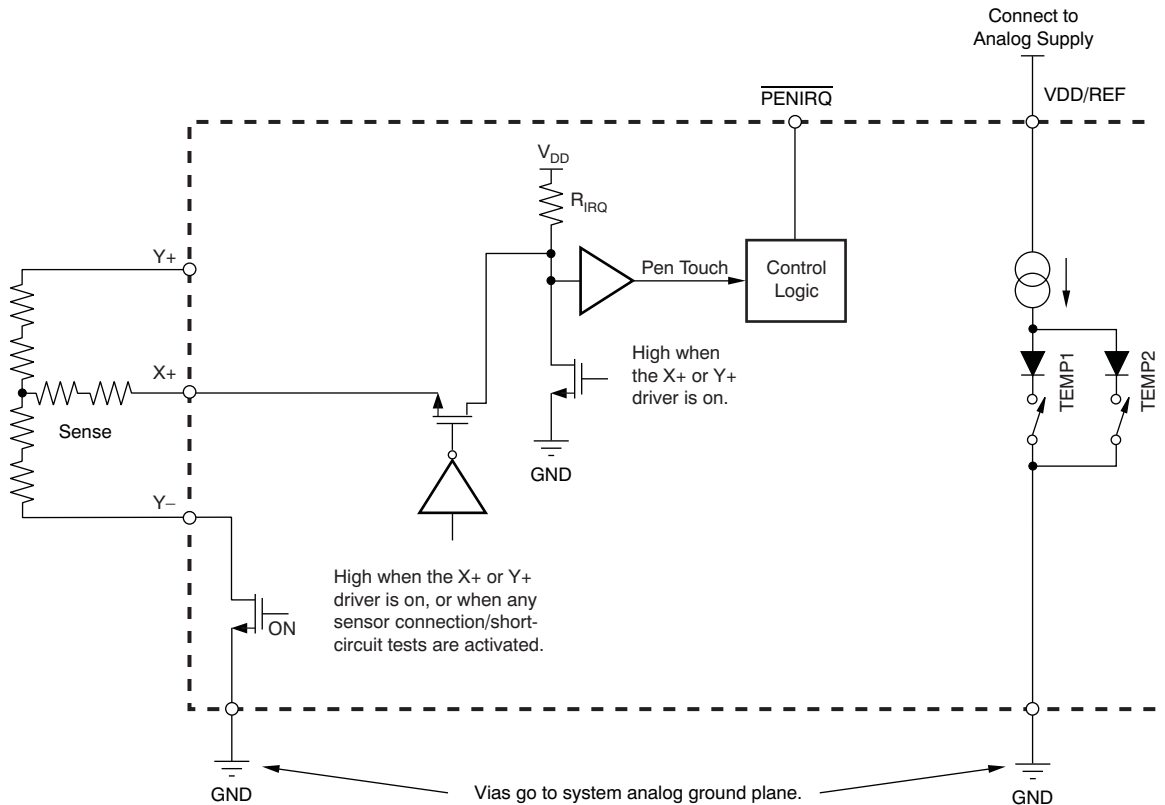 Connect to
Analog Supply
PENIRQ
VDD/REF
VDD
RIRQ
Y+
Pen Touch
Control
Logic
TEMP1
TEMP2
X+
High when
the X+ or Y+
driver is on.
Sense
GND
Y–
High when the X+ or Y+
driver is on, or when any
sensor connection/short-
circuit tests are activated.
ON
GND
Vias go to system analog ground plane.
GND